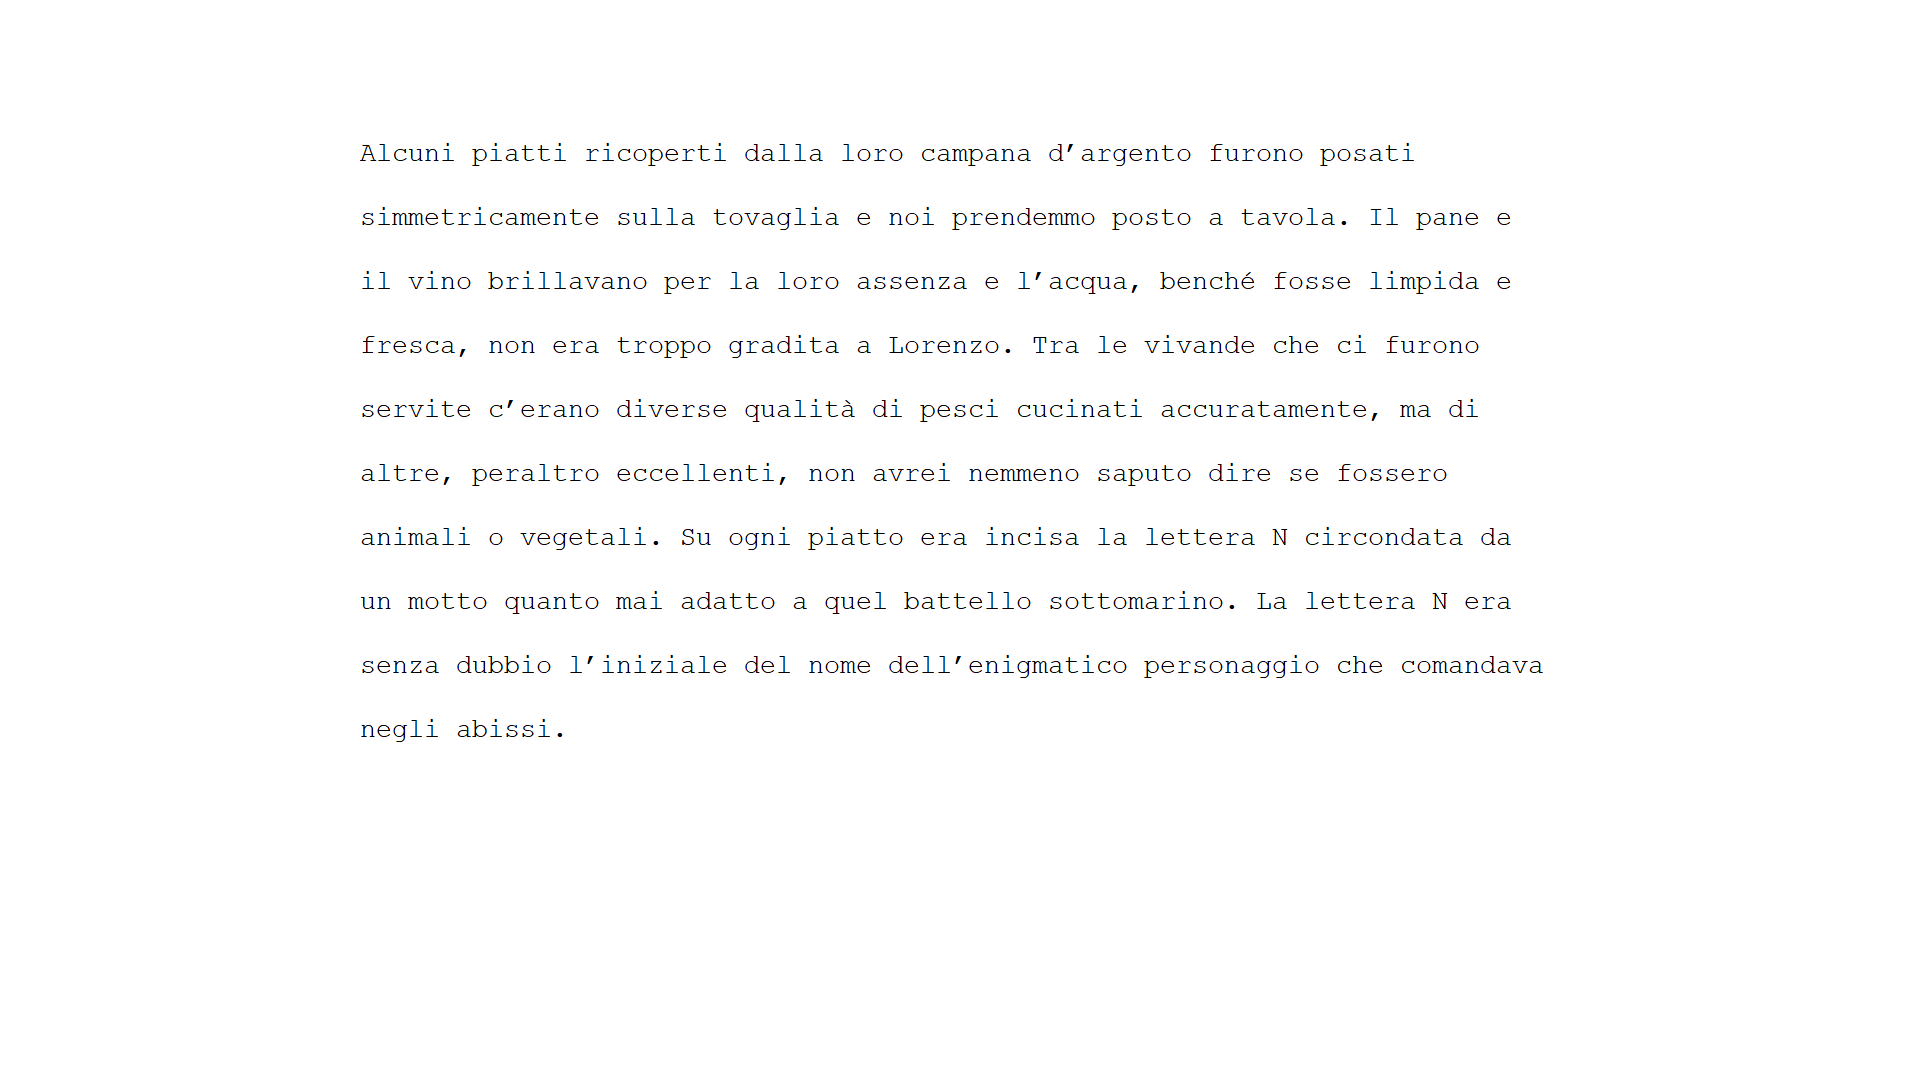 Alcuni piatti ricoperti dalla loro campana d’argento furono posati
simmetricamente sulla tovaglia e noi prendemmo posto a tavola. Il pane e
il vino brillavano per la loro assenza e l’acqua, benché fosse limpida e
fresca, non era troppo gradita a Lorenzo. Tra le vivande che ci furono
servite c’erano diverse qualità di pesci cucinati accuratamente, ma di
altre, peraltro eccellenti, non avrei nemmeno saputo dire se fossero
animali o vegetali. Su ogni piatto era incisa la lettera N circondata da
un motto quanto mai adatto a quel battello sottomarino. La lettera N era
senza dubbio l’iniziale del nome dell’enigmatico personaggio che comandava
negli abissi.